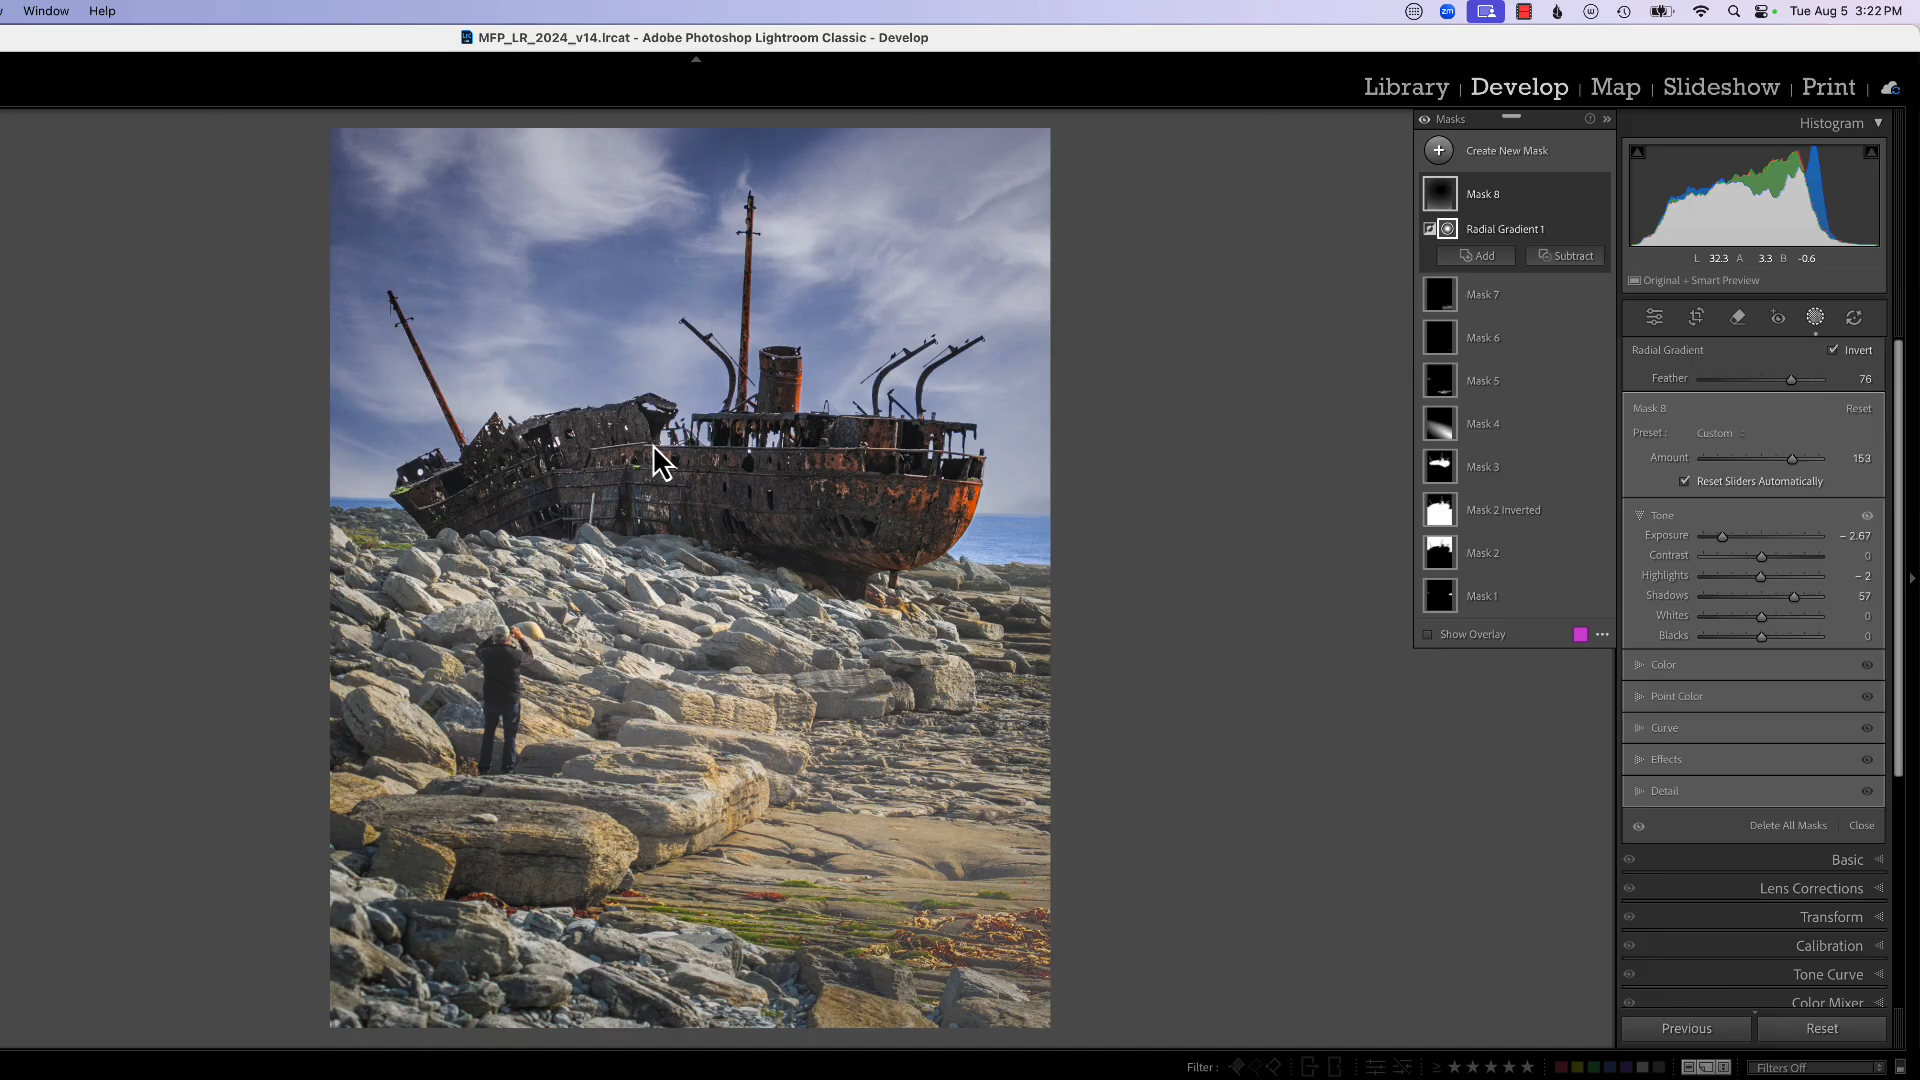 Window Help
zm
Tue Aug 5 3:22 PM
MFP_LR_2024_v14.lrcat - Adobe Photoshop Lightroom Classic - Develop
Library | Develop | Map | Slideshow | Print |
Masks
Histogram
Create New Mask
Mask 8
Radial Gradient 1
Add Subtract
L 32.3 A 3.3 B -0.6
Original + Smart Preview
Mask 7
Mask 6
Mask 5
Mask 4
Mask 3
Mask 2 Inverted
Mask 2
Mask 1
Show Overlay
Radial Gradient Invert
Feather 76
Mask 8 Reset
Preset : Custom
Amount 153
Reset Sliders Automatically
Tone
Exposure - 2.67
Contrast 0
Highlights - 2
Shadows 57
Whites 0
Blacks 0
Color
Point Color
Curve
Effects
Detail
Delete All Masks Close
Basic
Lens Corrections
Transform
Calibration
Tone Curve
Color Mixer
Previous Reset
Filter : ≥ ★★★★★ Filters Off